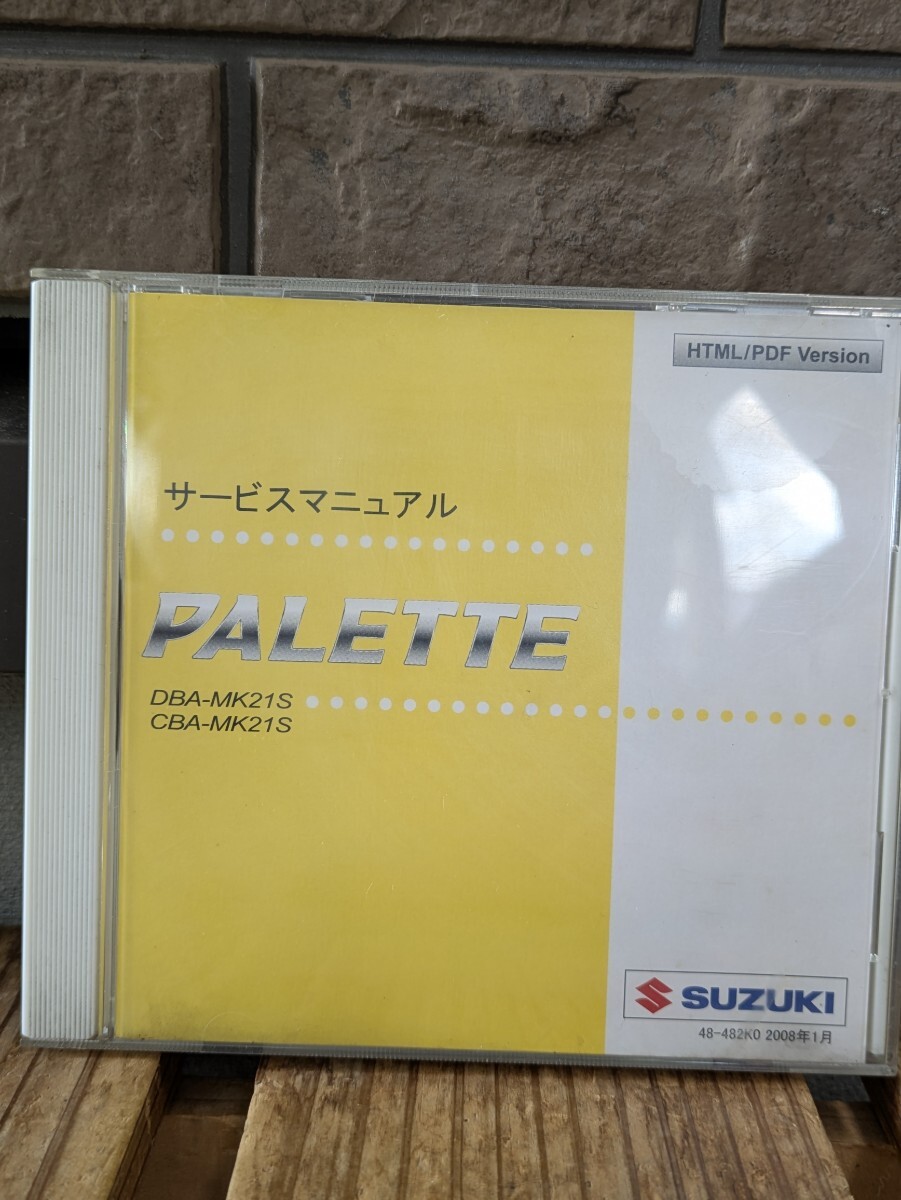 HTML/PDF Version
サービスマニュアル
PALETTE
DBA-MK21S
CBA-MK21S
SUZUKI
48-482K0 2008年1月